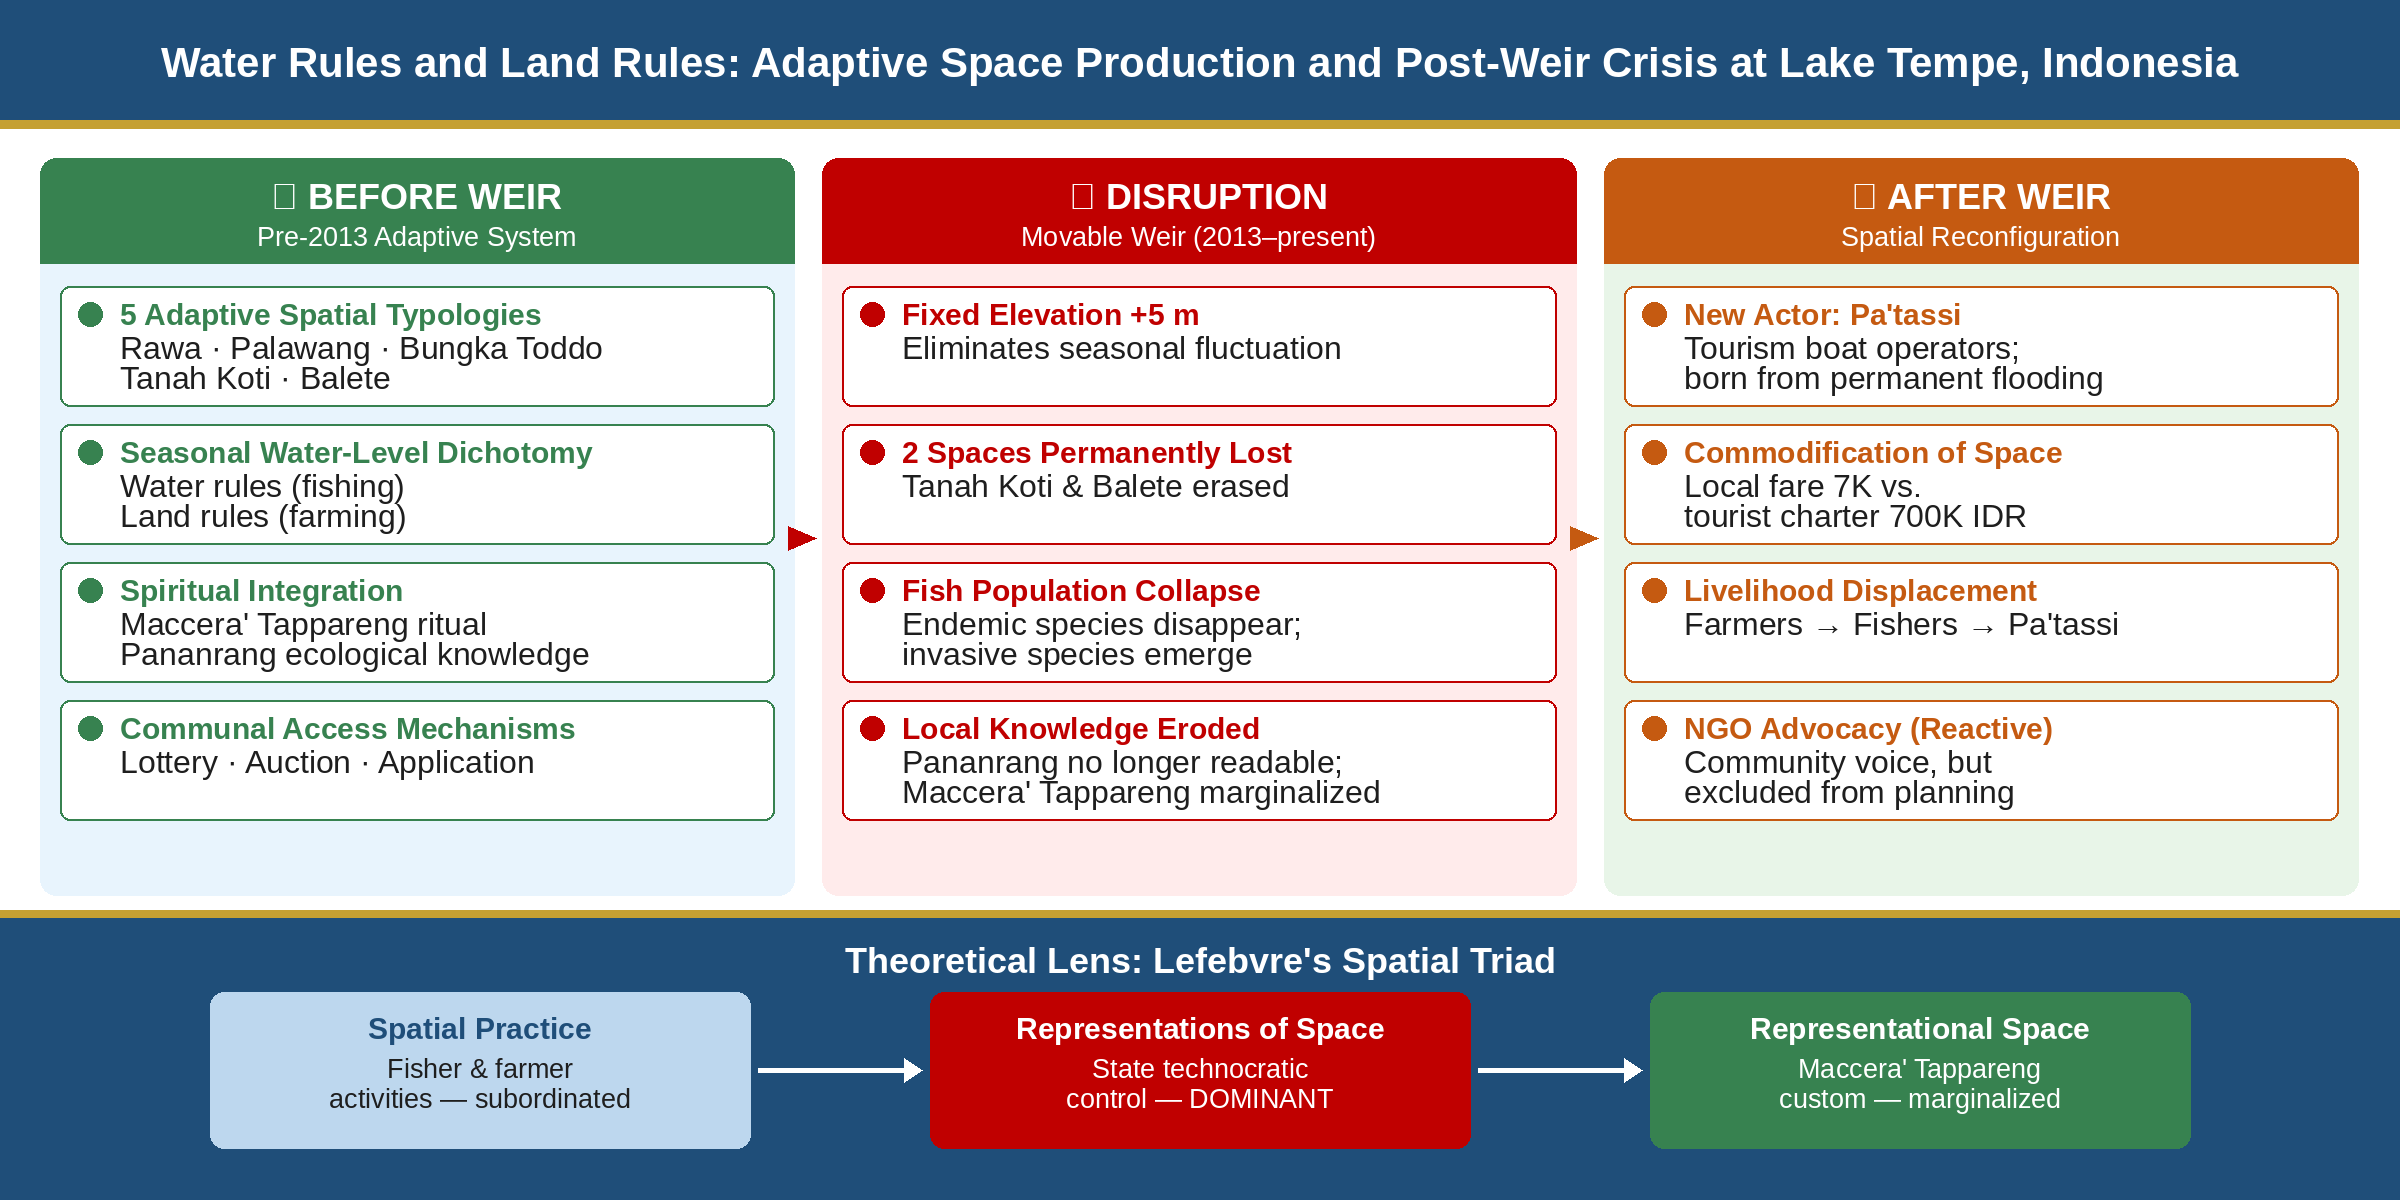 Water Rules and Land Rules: Adaptive Space Production and Post-Weir Crisis at Lake Tempe, Indonesia
BEFORE WEIR
Pre-2013 Adaptive System
5 Adaptive Spatial Typologies
Rawa · Palawang · Bungka Toddo
Tanah Koti · Balete
Seasonal Water-Level Dichotomy
Water rules (fishing)
Land rules (farming)
Spiritual Integration
Maccera' Tappareng ritual
Pananrang ecological knowledge
Communal Access Mechanisms
Lottery · Auction · Application
DISRUPTION
Movable Weir (2013–present)
Fixed Elevation +5 m
Eliminates seasonal fluctuation
2 Spaces Permanently Lost
Tanah Koti & Balete erased
Fish Population Collapse
Endemic species disappear;
invasive species emerge
Local Knowledge Eroded
Pananrang no longer readable;
Maccera' Tappareng marginalized
AFTER WEIR
Spatial Reconfiguration
New Actor: Pa'tassi
Tourism boat operators;
born from permanent flooding
Commodification of Space
Local fare 7K vs.
tourist charter 700K IDR
Livelihood Displacement
Farmers → Fishers → Pa'tassi
NGO Advocacy (Reactive)
Community voice, but
excluded from planning
Theoretical Lens: Lefebvre's Spatial Triad
Spatial Practice
Fisher & farmer
activities — subordinated
Representations of Space
State technocratic
control — DOMINANT
Representational Space
Maccera' Tappareng
custom — marginalized